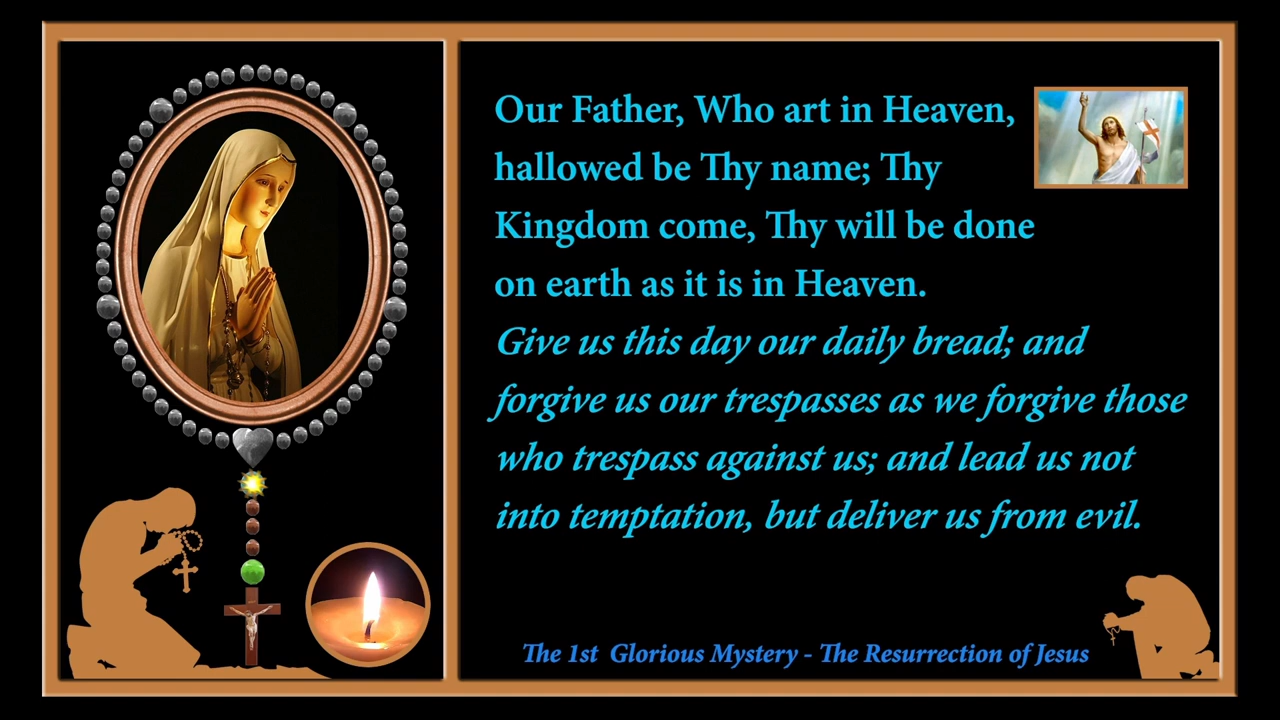 Our Father, Who art in Heaven,
hallowed be Thy name; Thy
Kingdom come, Thy will be done
on earth as it is in Heaven.
Give us this day our daily bread; and
forgive us our trespasses as we forgive those
who trespass against us; and lead us not
into temptation, but deliver us from evil.
The 1st Glorious Mystery - The Resurrection of Jesus